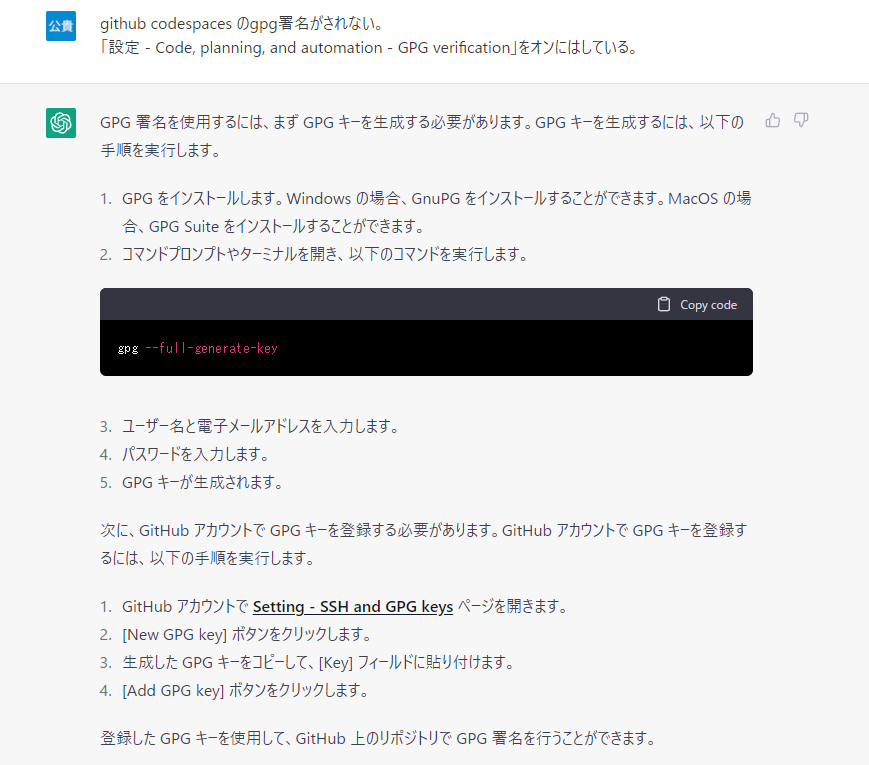 公貴
github codespaces のgpg署名がされない。
「設定 - Code, planning, and automation - GPG verification」をオンにはしている。
GPG 署名を使用するには、まず GPG キーを生成する必要があります。GPG キーを生成するには、以下の
手順を実行します。
1. GPG をインストールします。Windows の場合、GnuPG をインストールすることができます。MacOS の場
合、GPG Suite をインストールすることができます。
2. コマンドプロンプトやターミナルを開き、以下のコマンドを実行します。
Copy code
gpg --full-generate-key
3. ユーザー名と電子メールアドレスを入力します。
4. パスワードを入力します。
5. GPG キーが生成されます。
次に、GitHub アカウントで GPG キーを登録する必要があります。GitHub アカウントで GPG キーを登録す
るには、以下の手順を実行します。
1. GitHub アカウントで Setting - SSH and GPG keys ページを開きます。
2. [New GPG key] ボタンをクリックします。
3. 生成した GPG キーをコピーして、[Key] フィールドに貼り付けます。
4. [Add GPG key] ボタンをクリックします。
登録した GPG キーを使用して、GitHub 上のリポジトリで GPG 署名を行うことができます。